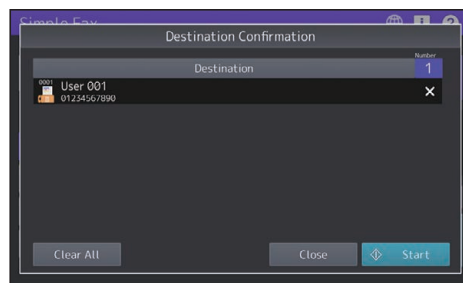 Simple Fax
Destination Confirmation
Number
Destination
1
0001
User 001
01234567890
Clear All
Close
Start